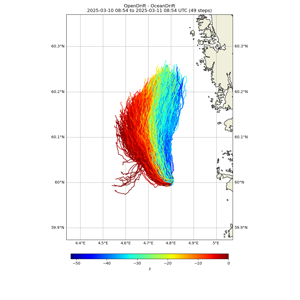 OpenDrift - OceanDrift
2025-03-10 08:54 to 2025-03-11 08:54 UTC (49 steps)
60.3°N 60.3°N
60.2°N 60.2°N
60.1°N 60.1°N
60°N 60°N
59.9°N 59.9°N
4.4°E 4.5°E 4.6°E 4.7°E 4.8°E 4.9°E 5°E
−50 −40 −30 −20 −10 0
z